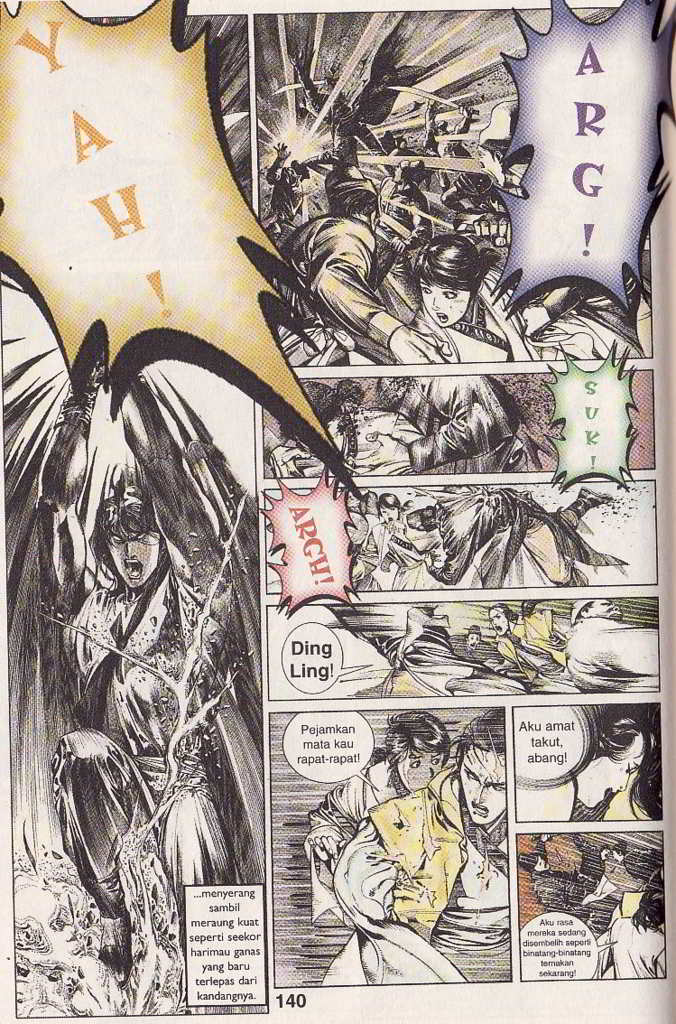 YAH!
ARG!
SUK!
ARGH!
Ding
Ling!
Pejamkan
mata kau
rapat-rapat!
Aku amat
takut,
abang!
Aku rasa
mereka sedang
disembelih seperti
binatang-binatang
ternakan
sekarang!
...menyerang
sambil
meraung kuat
seperti seekor
harimau ganas
yang baru
terlepas dari
kandangnya.
140